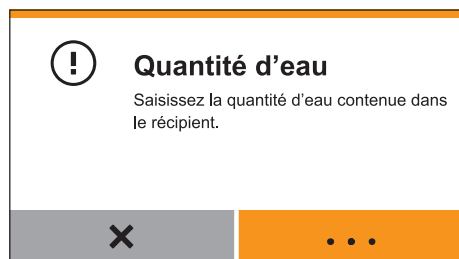 Quantité d’eau
Saisissez la quantité d’eau contenue dans
le récipient.